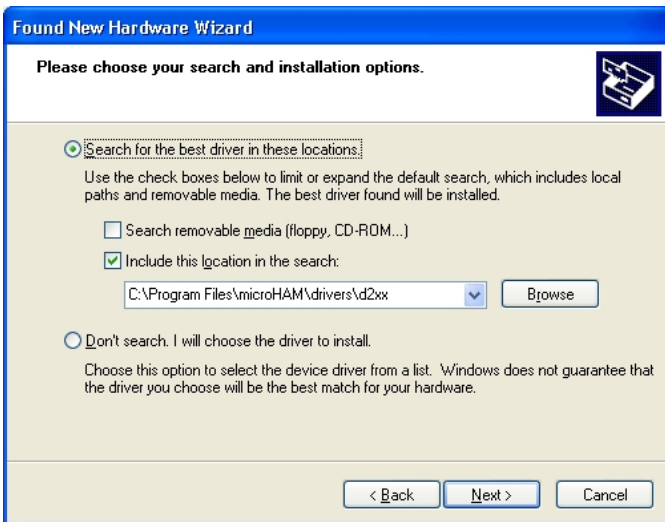 Found New Hardware Wizard
Please choose your search and installation options.
Search for the best driver in these locations.
Use the check boxes below to limit or expand the default search, which includes local
paths and removable media. The best driver found will be installed.
Search removable media (floppy, CD-ROM...)
Include this location in the search:
C:\Program Files\microHAM\drivers\d2xx
Browse
Don't search. I will choose the driver to install.
Choose this option to select the device driver from a list. Windows does not guarantee that
the driver you choose will be the best match for your hardware.
< Back
Next >
Cancel